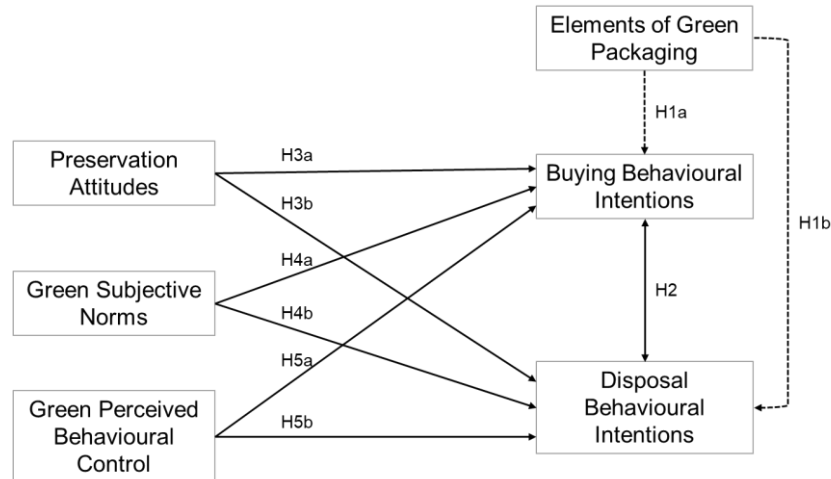 Elements of Green
Packaging
H1a
Preservation
Attitudes
H3a
Buying Behavioural
Intentions
H3b
H1b
H4a
Green Subjective
Norms
H2
H4b
H5a
Disposal
Behavioural
Intentions
Green Perceived
Behavioural
Control
H5b